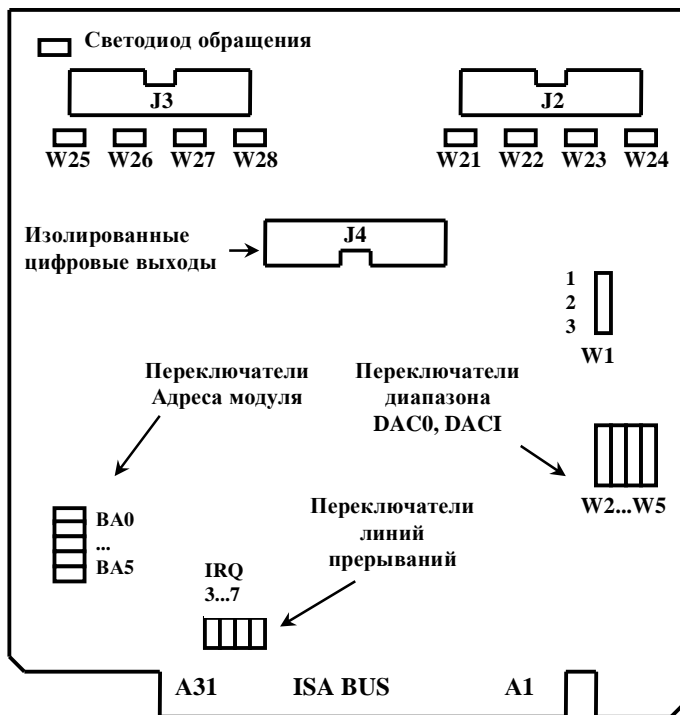 Светодиод обращения
J3
J2
W25 W26 W27 W28
W21 W22 W23 W24
Изолированные
цифровые выходы
J4
1
2
3
W1
Переключатели
Адреса модуля
Переключатели
диапазона
DAC0, DACI
W2...W5
BA0
...
BA5
Переключатели
линий
прерываний
IRQ
3...7
A31 ISA BUS A1